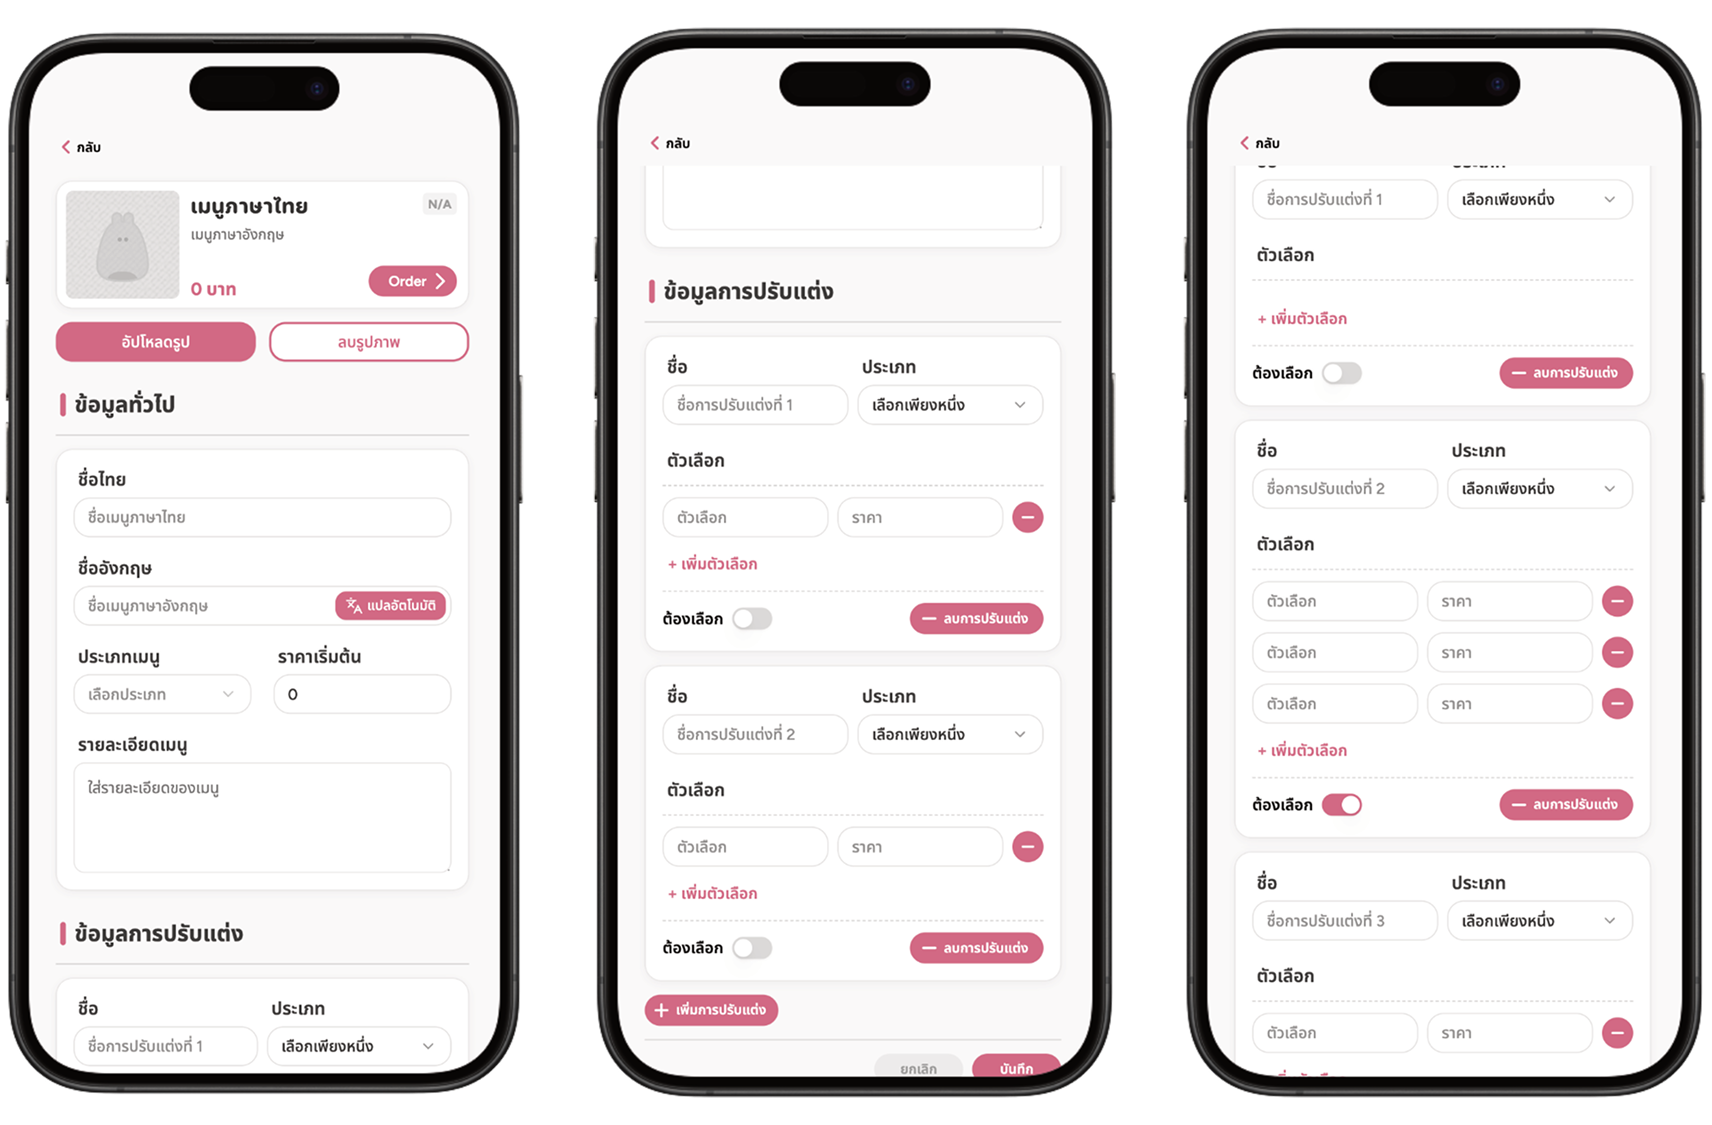 กลับ
เมนูภาษาไทย
N/A
เมนูภาษาอังกฤษ
0 บาท
Order
อัปโหลดรูป
ลบรูปภาพ
ข้อมูลทั่วไป
ชื่อไทย
ชื่อเมนูภาษาไทย
ชื่ออังกฤษ
ชื่อเมนูภาษาอังกฤษ
แปลอัตโนมัติ
ประเภทเมนู
ราคาเริ่มต้น
เลือกประเภท
0
รายละเอียดเมนู
ใส่รายละเอียดของเมนู
ข้อมูลการปรับแต่ง
ชื่อ
ประเภท
ชื่อการปรับแต่งที่ 1
เลือกเพียงหนึ่ง
กลับ
ข้อมูลการปรับแต่ง
ชื่อ
ประเภท
ชื่อการปรับแต่งที่ 1
เลือกเพียงหนึ่ง
ตัวเลือก
ตัวเลือก
ราคา
+ เพิ่มตัวเลือก
ต้องเลือก
ลบการปรับแต่ง
ชื่อ
ประเภท
ชื่อการปรับแต่งที่ 2
เลือกเพียงหนึ่ง
ตัวเลือก
ตัวเลือก
ราคา
+ เพิ่มตัวเลือก
ต้องเลือก
ลบการปรับแต่ง
เพิ่มการปรับแต่ง
ยกเลิก
บันทึก
กลับ
ชื่อการปรับแต่งที่ 1
เลือกเพียงหนึ่ง
ตัวเลือก
+ เพิ่มตัวเลือก
ต้องเลือก
ลบการปรับแต่ง
ชื่อ
ประเภท
ชื่อการปรับแต่งที่ 2
เลือกเพียงหนึ่ง
ตัวเลือก
ตัวเลือก
ราคา
ตัวเลือก
ราคา
ตัวเลือก
ราคา
+ เพิ่มตัวเลือก
ต้องเลือก
ลบการปรับแต่ง
ชื่อ
ประเภท
ชื่อการปรับแต่งที่ 3
เลือกเพียงหนึ่ง
ตัวเลือก
ตัวเลือก
ราคา